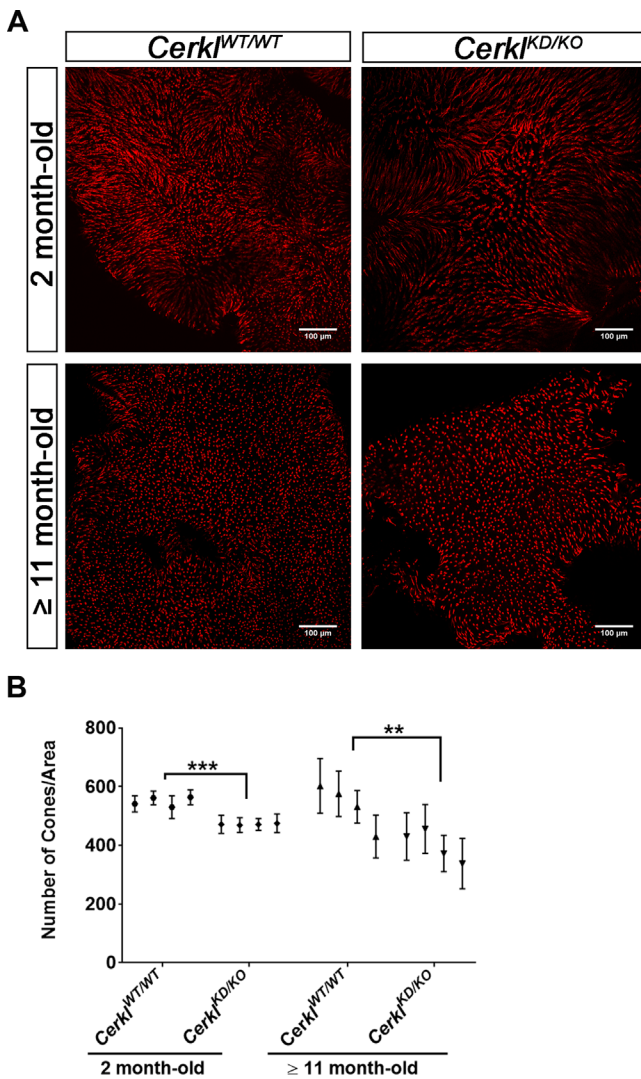 A
Cerkl^WT/WT
Cerkl^KD/KO
2 month-old
100 µm
100 µm
≥ 11 month-old
100 µm
100 µm
B
Number of Cones/Area
800
600
400
200
0
***
**
Cerkl^WT/WT
Cerkl^KD/KO
Cerkl^WT/WT
Cerkl^KD/KO
2 month-old
≥ 11 month-old